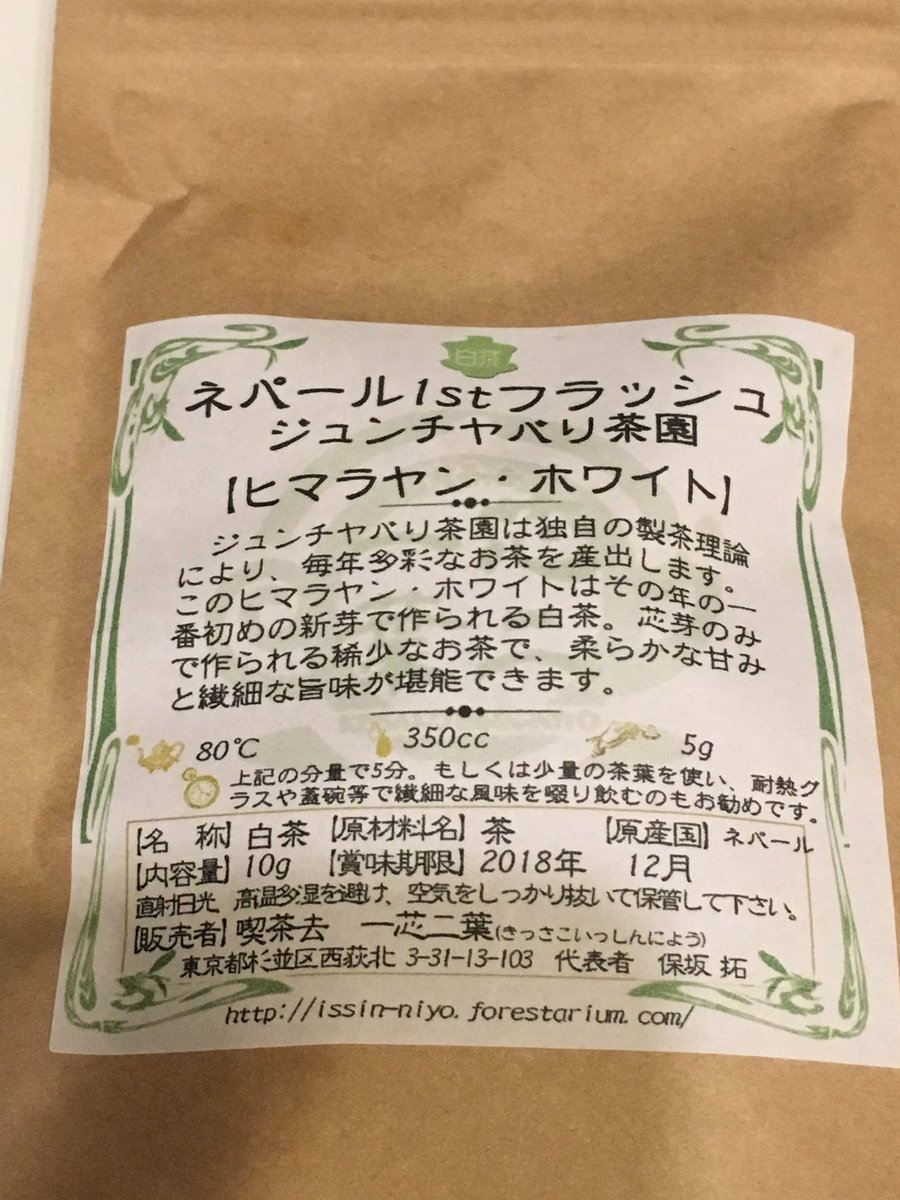 白茶
ネパール1stフラッシュ
ジュンチヤバリ茶園
【ヒマラヤン・ホワイト】
ジュンチヤバリ茶園は独自の製茶理論
により、毎年多彩なお茶を産出します。
このヒマラヤン・ホワイトはその年の一
番初めの新芽で作られる白茶。芯芽のみ
で作られる稀少なお茶で、柔らかな甘み
と繊細な旨味が堪能できます。
80℃ 350cc 5g
上記の分量で5分。もしくは少量の茶葉を使い、耐熱グ
ラスや蓋碗等で繊細な風味を啜り飲むのもお勧めです。
【名 称】白茶 【原材料名】茶 【原産国】ネパール
【内容量】10g 【賞味期限】2018年 12月
直射日光、高温多湿を避け、空気をしっかり抜いて保管して下さい。
【販売者】喫茶去 一芯二葉(きっさこいっしんによう)
東京都杉並区西荻北 3-31-13-103 代表者 保坂 拓
http://issin-niyo.forestarium.com/